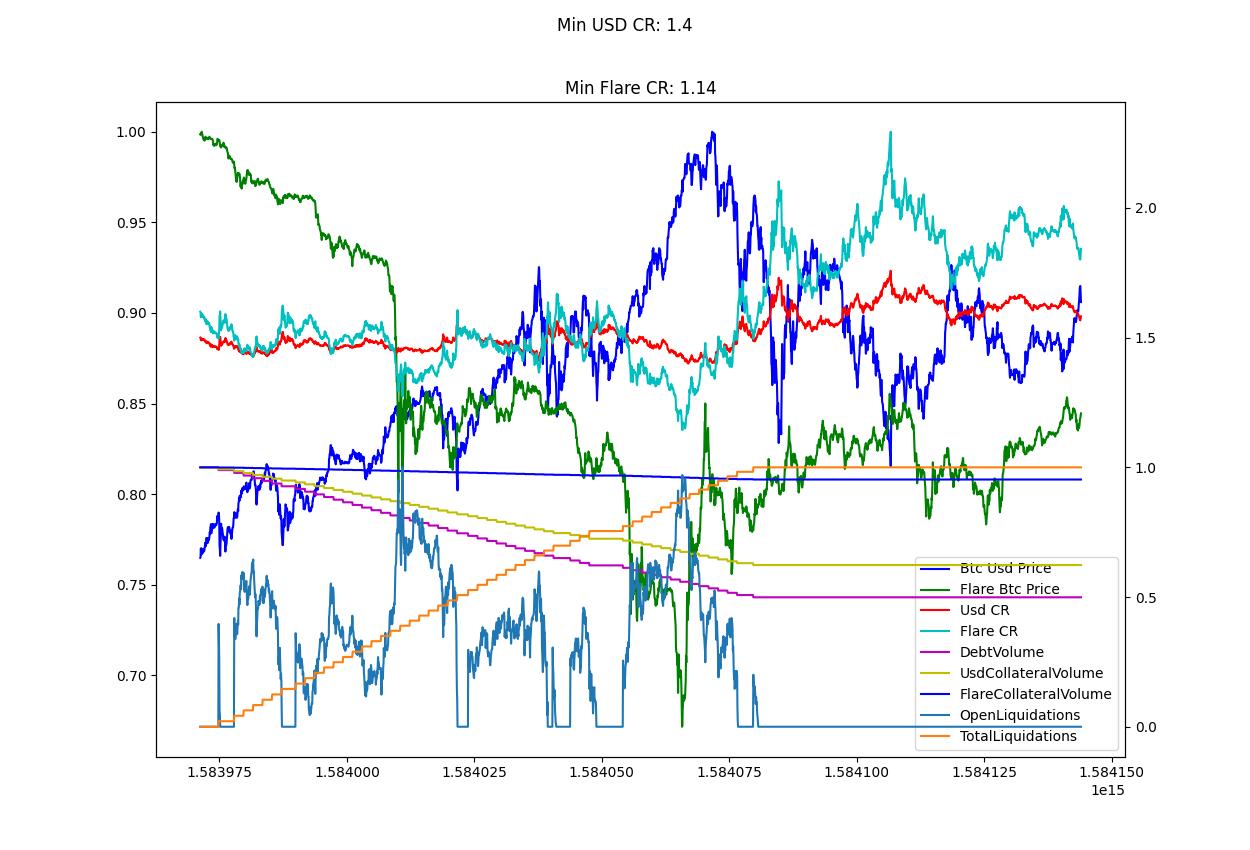 Min USD CR: 1.4
Min Flare CR: 1.14
1.00
0.95
0.90
0.85
0.80
0.75
0.70
2.0
1.5
1.0
0.5
0.0
Btc Usd Price
Flare Btc Price
Usd CR
Flare CR
DebtVolume
UsdCollateralVolume
FlareCollateralVolume
OpenLiquidations
TotalLiquidations
1.583975 1.584000 1.584025 1.584050 1.584075 1.584100 1.584125 1.584150
1e15